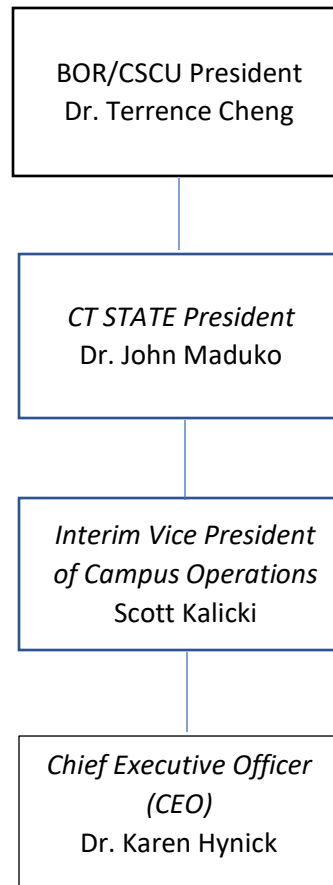 BOR/CSCU President
Dr. Terrence Cheng
CT STATE President
Dr. John Maduko
Interim Vice President
of Campus Operations
Scott Kalicki
Chief Executive Officer
(CEO)
Dr. Karen Hynick